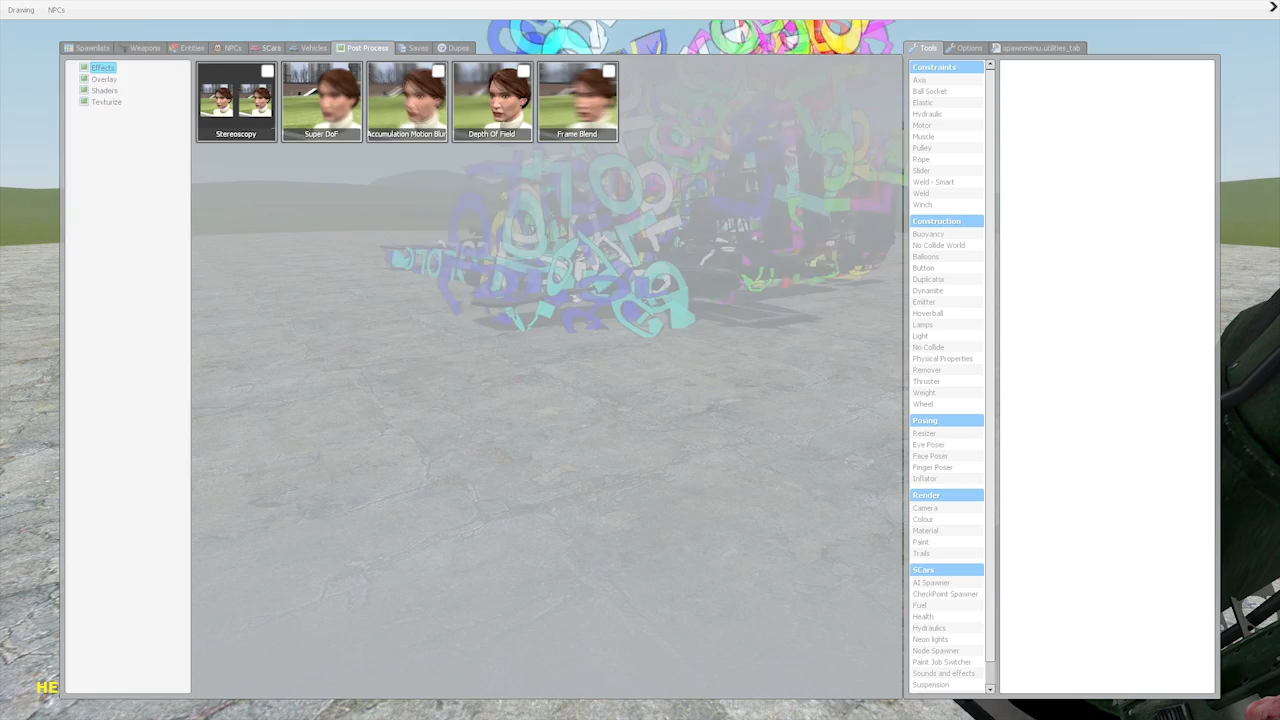 Drawing NPCs
Spawnlists Weapons Entities NPCs SCars Vehicles Post Process Saves Dupes
Tools Options spawnmenu.utilities_tab
Effects
Overlay
Shaders
Texturize
Stereoscopy
Super DoF
Accumulation Motion Blur
Depth Of Field
Frame Blend
Constraints
Axis
Ball Socket
Elastic
Hydraulic
Motor
Muscle
Pulley
Rope
Slider
Weld - Smart
Weld
Winch
Construction
Buoyancy
No Collide World
Balloons
Button
Duplicator
Dynamite
Emitter
Hoverball
Lamps
Light
No Collide
Physical Properties
Remover
Thruster
Weight
Wheel
Posing
Resizer
Eye Poser
Face Poser
Finger Poser
Inflator
Render
Camera
Colour
Material
Paint
Trails
SCars
AI Spawner
CheckPoint Spawner
Fuel
Health
Hydraulics
Neon lights
Node Spawner
Paint Job Switcher
Sounds and effects
Suspension
HE